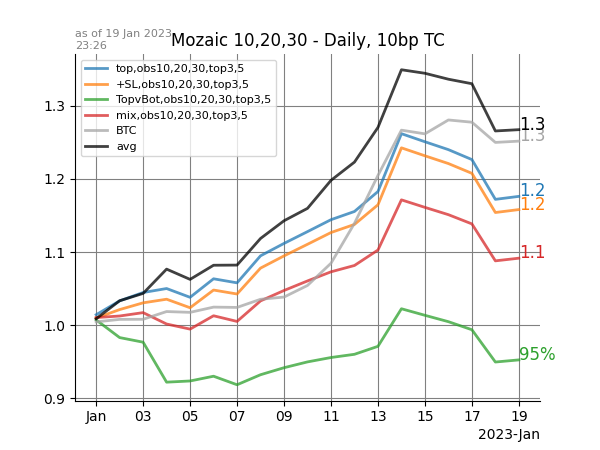 as of 19 Jan 2023
23:26
Mozaic 10,20,30 - Daily, 10bp TC
top,obs10,20,30,top3,5
+SL,obs10,20,30,top3,5
TopvBot,obs10,20,30,top3,5
mix,obs10,20,30,top3,5
BTC
avg
1.3
1.2
1.1
1.0
0.9
1.3
1.3
1.2
1.2
1.1
95%
Jan 03 05 07 09 11 13 15 17 19
2023-Jan